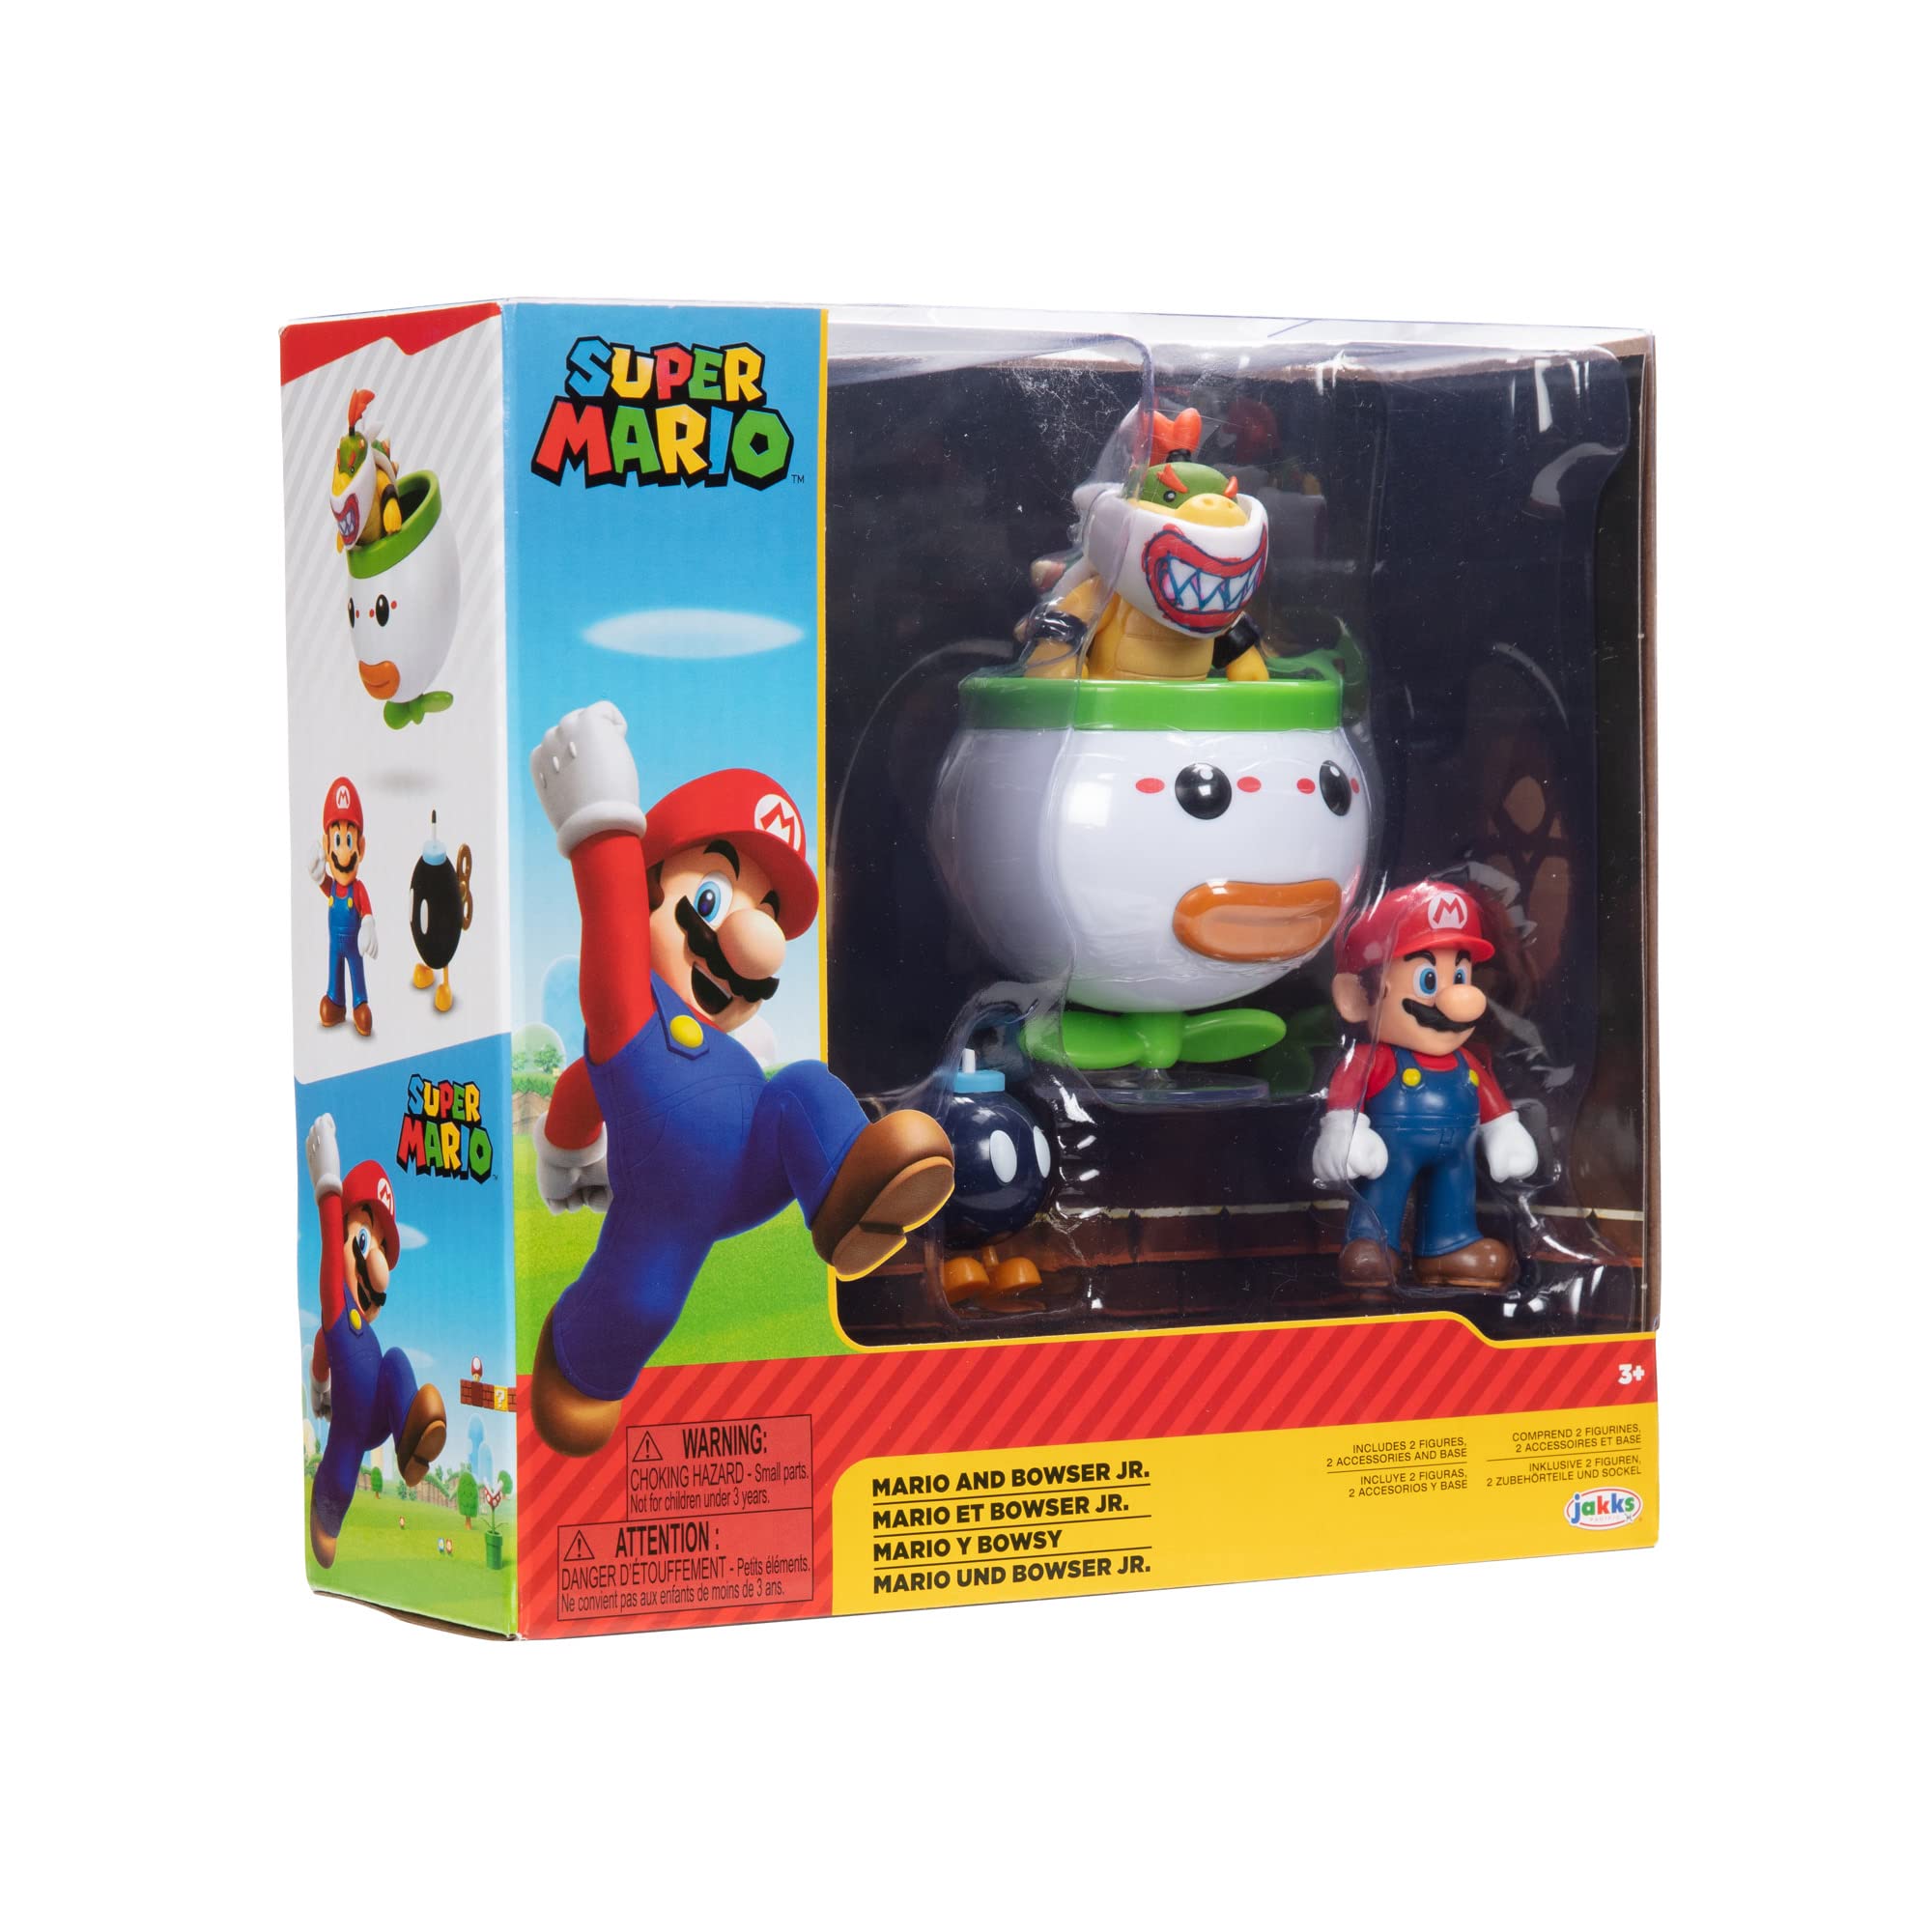 SUPER
MARIO™
SUPER
MARIO
WARNING:
CHOKING HAZARD - Small parts.
Not for children under 3 years.
ATTENTION :
DANGER D'ÉTOUFFEMENT - Petits éléments.
Ne convient pas aux enfants de moins de 3 ans.
MARIO AND BOWSER JR.
MARIO ET BOWSER JR.
MARIO Y BOWSY
MARIO UND BOWSER JR.
3+
INCLUDES 2 FIGURES,
2 ACCESSORIES AND BASE
INCLUYE 2 FIGURAS,
2 ACCESORIOS Y BASE
COMPREND 2 FIGURINES,
2 ACCESSOIRES ET BASE
INKLUSIVE 2 FIGUREN,
2 ZUBEHÖRTEILE UND SOCKEL
jakks
PACIFIC
M
M
M
M